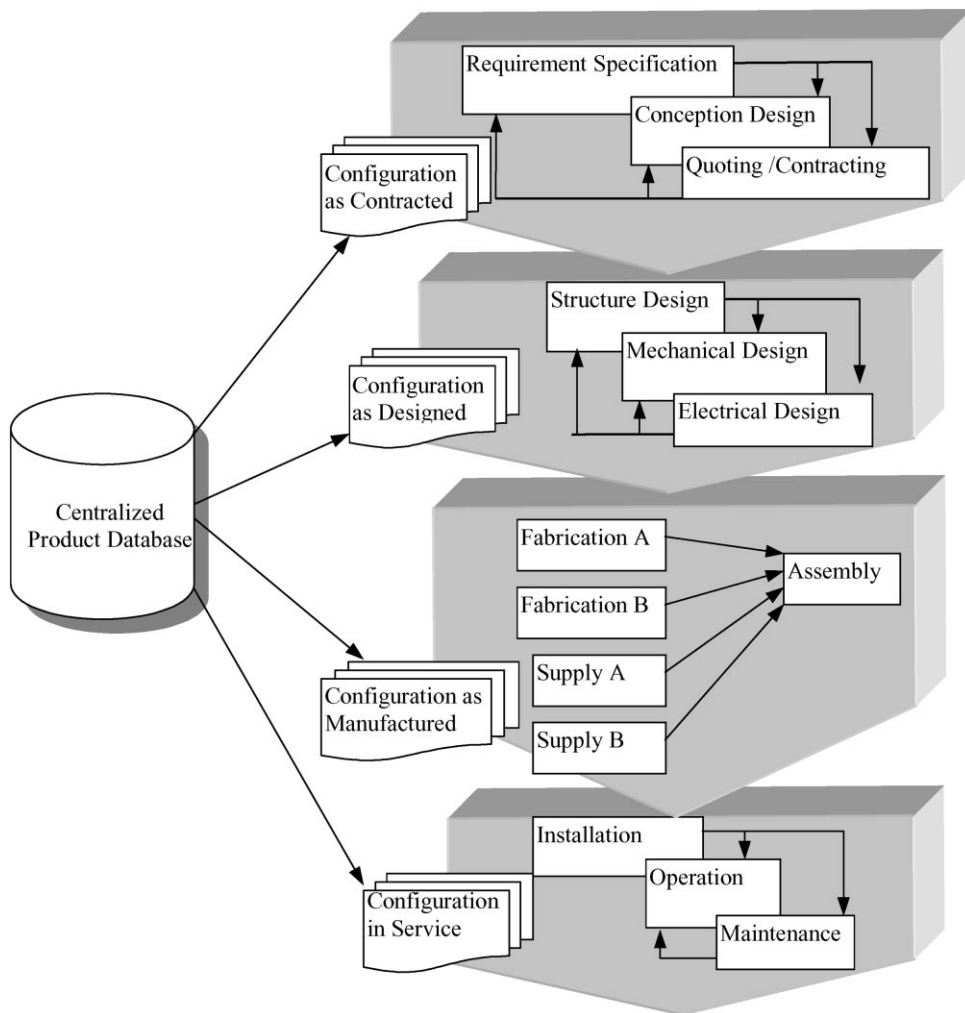 Requirement Specification
Conception Design
Quoting /Contracting
Configuration
as Contracted
Structure Design
Mechanical Design
Electrical Design
Configuration
as Designed
Centralized
Product Database
Fabrication A
Fabrication B
Supply A
Supply B
Assembly
Configuration as
Manufactured
Installation
Operation
Maintenance
Configuration
in Service